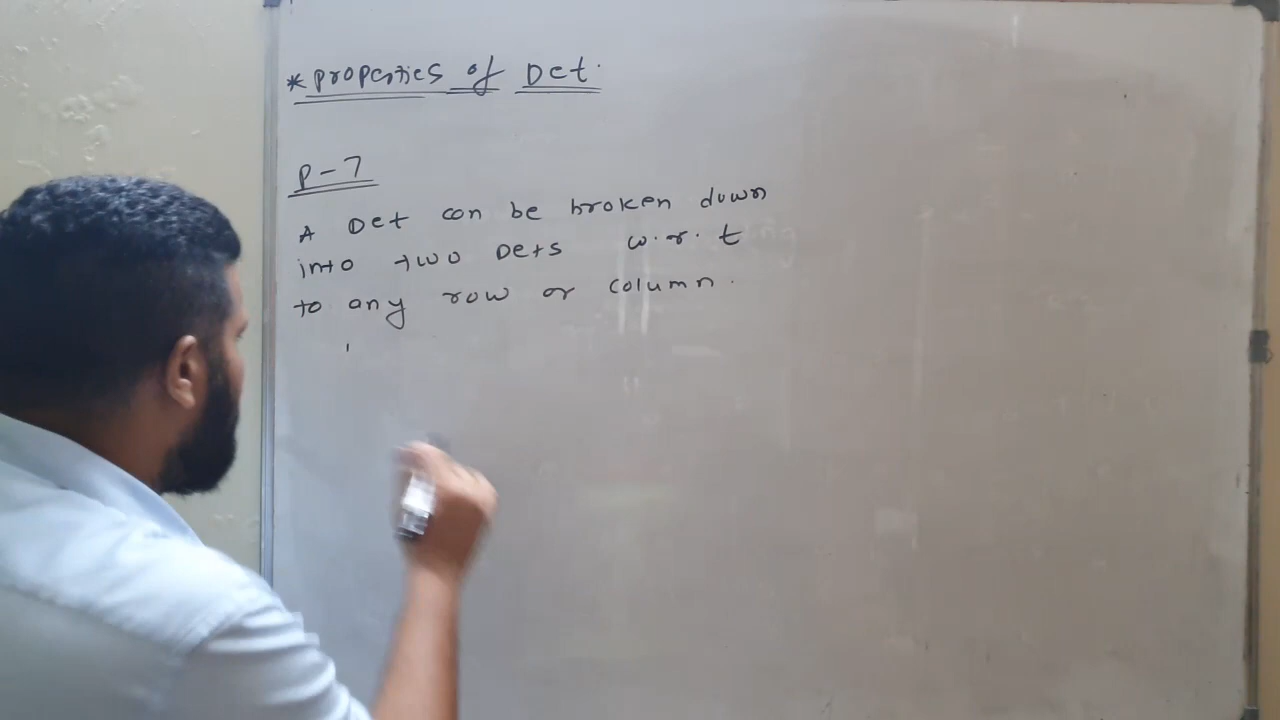 * Properties of Det.
P-7
A Det can be broken down
into two Dets w.r.t
to any row or column.